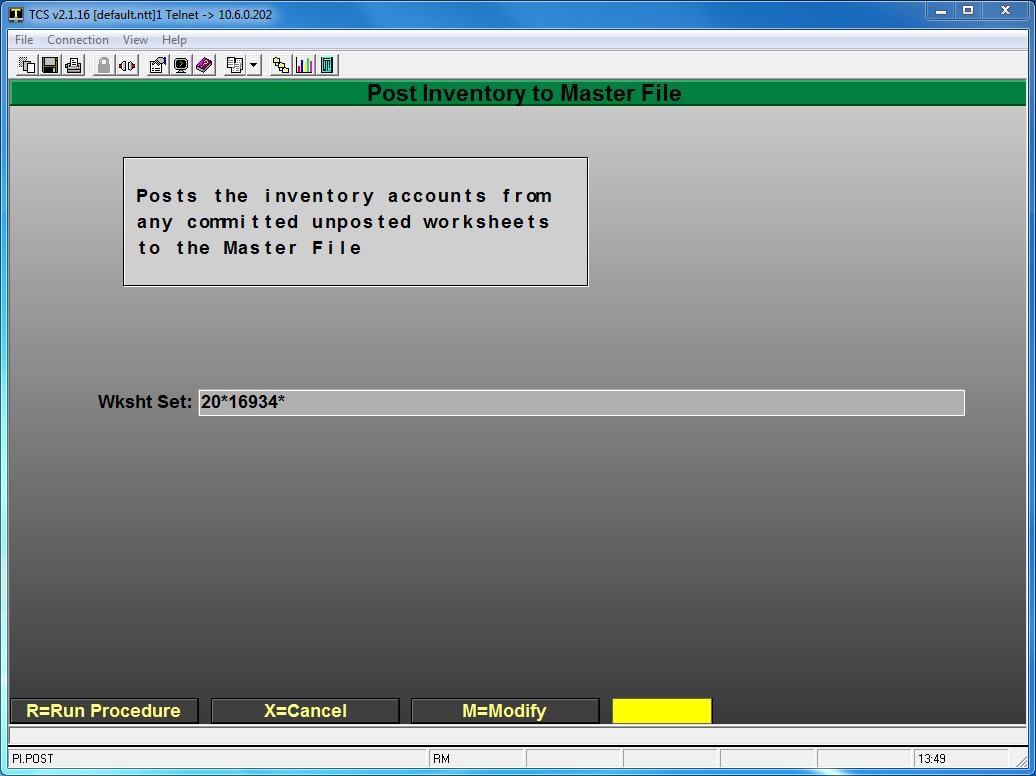 TCS v2.1.16 [default.ntt]1 Telnet -> 10.6.0.202
File Connection View Help
Post Inventory to Master File
Posts the inventory accounts from
any committed unposted worksheets
to the Master File
Wksht Set: 20*16934*
R=Run Procedure X=Cancel M=Modify
PI.POST RM 13:49